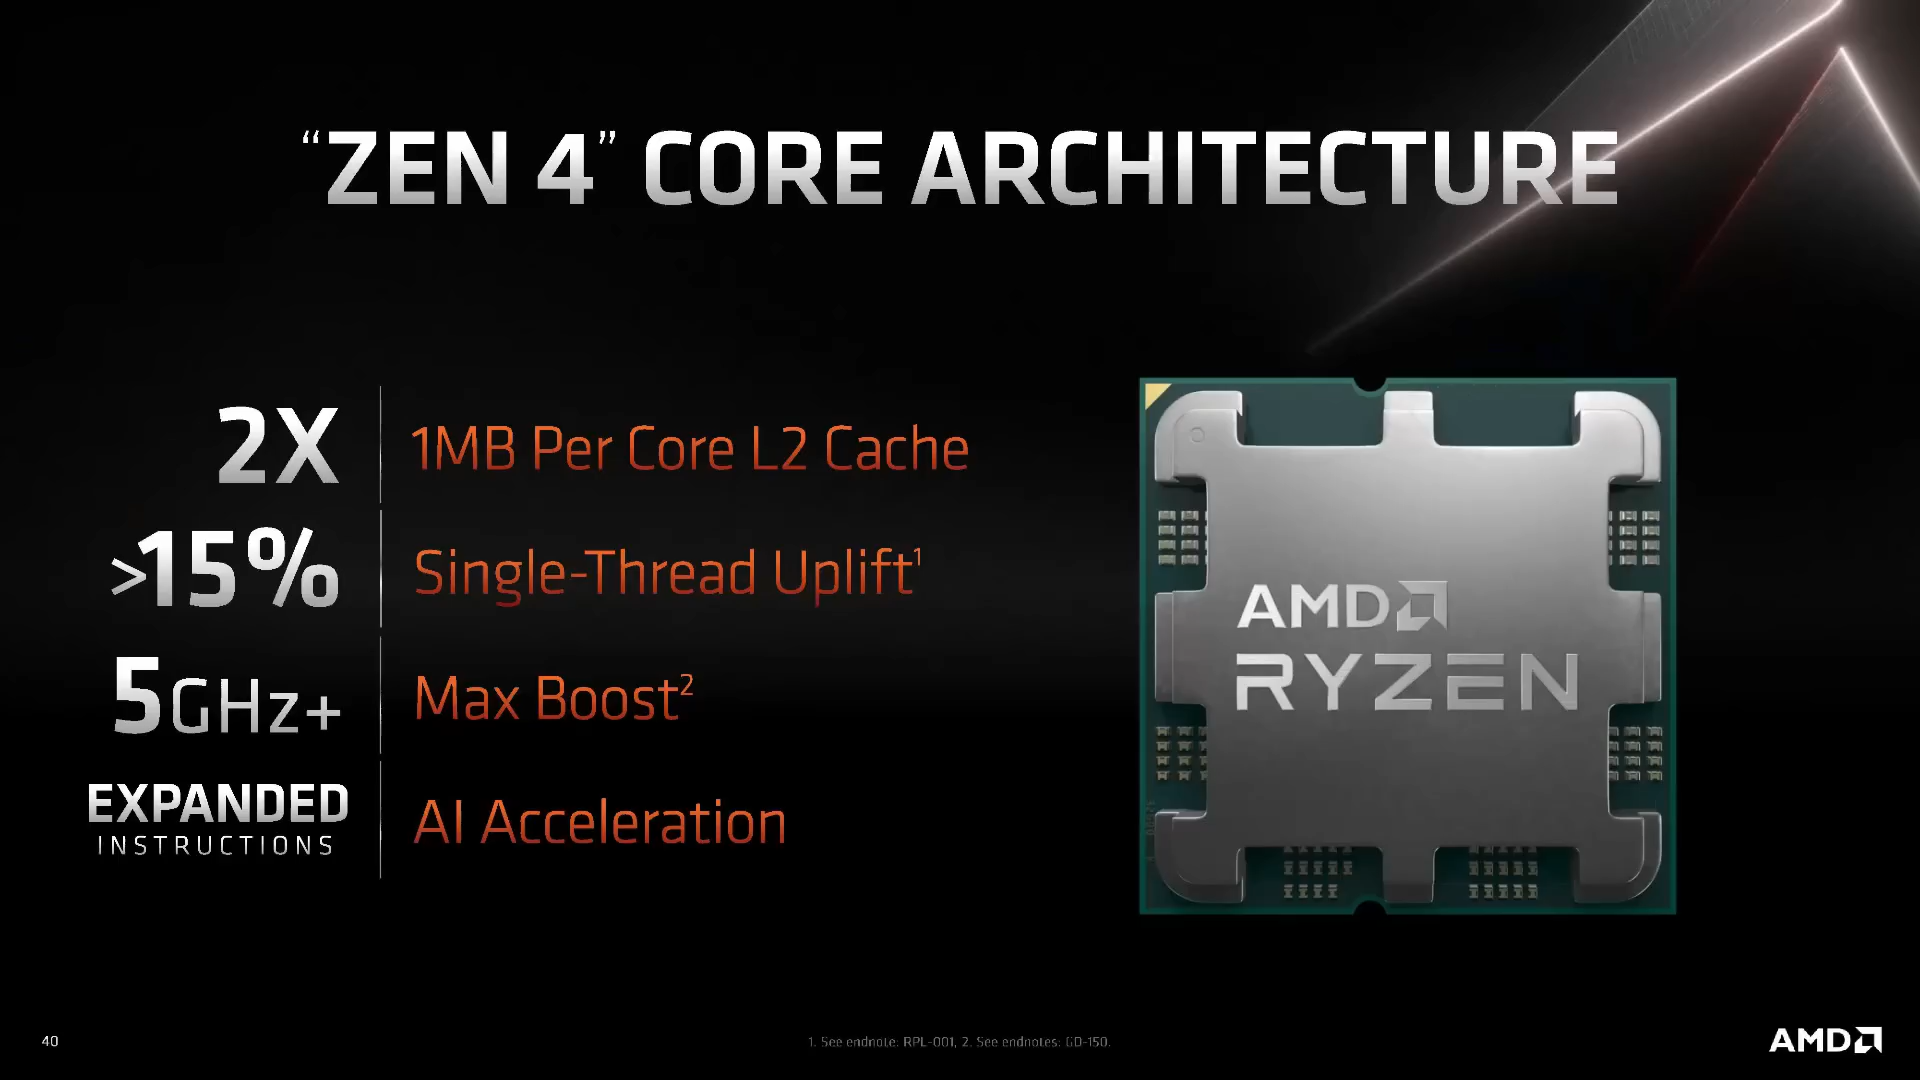 “ZEN 4” CORE ARCHITECTURE
2X
1MB Per Core L2 Cache
>15%
Single-Thread Uplift¹
5GHz+
Max Boost²
EXPANDED
INSTRUCTIONS
AI Acceleration
AMD
RYZEN
40
1. See endnote: RPL-001, 2. See endnotes: GD-150.
AMD